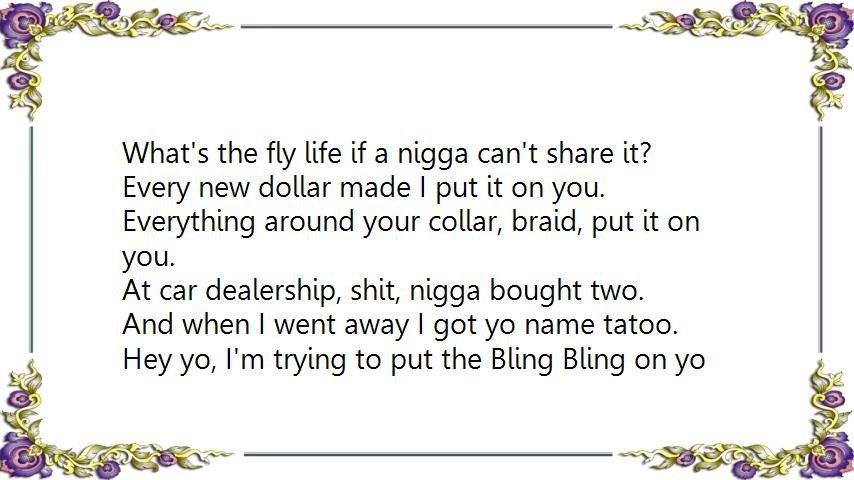 What's the fly life if a nigga can't share it?
Every new dollar made I put it on you.
Everything around your collar, braid, put it on
you.
At car dealership, shit, nigga bought two.
And when I went away I got yo name tatoo.
Hey yo, I'm trying to put the Bling Bling on yo